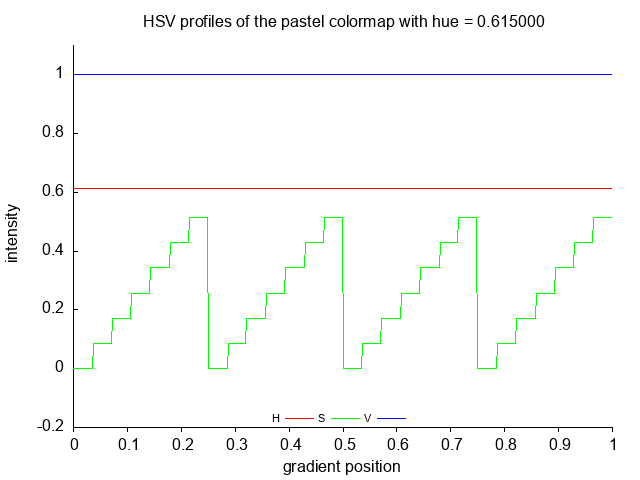 HSV profiles of the pastel colormap with hue = 0.615000
1
0.8
0.6
0.4
0.2
0
-0.2
intensity
H S V
0 0.1 0.2 0.3 0.4 0.5 0.6 0.7 0.8 0.9 1
gradient position